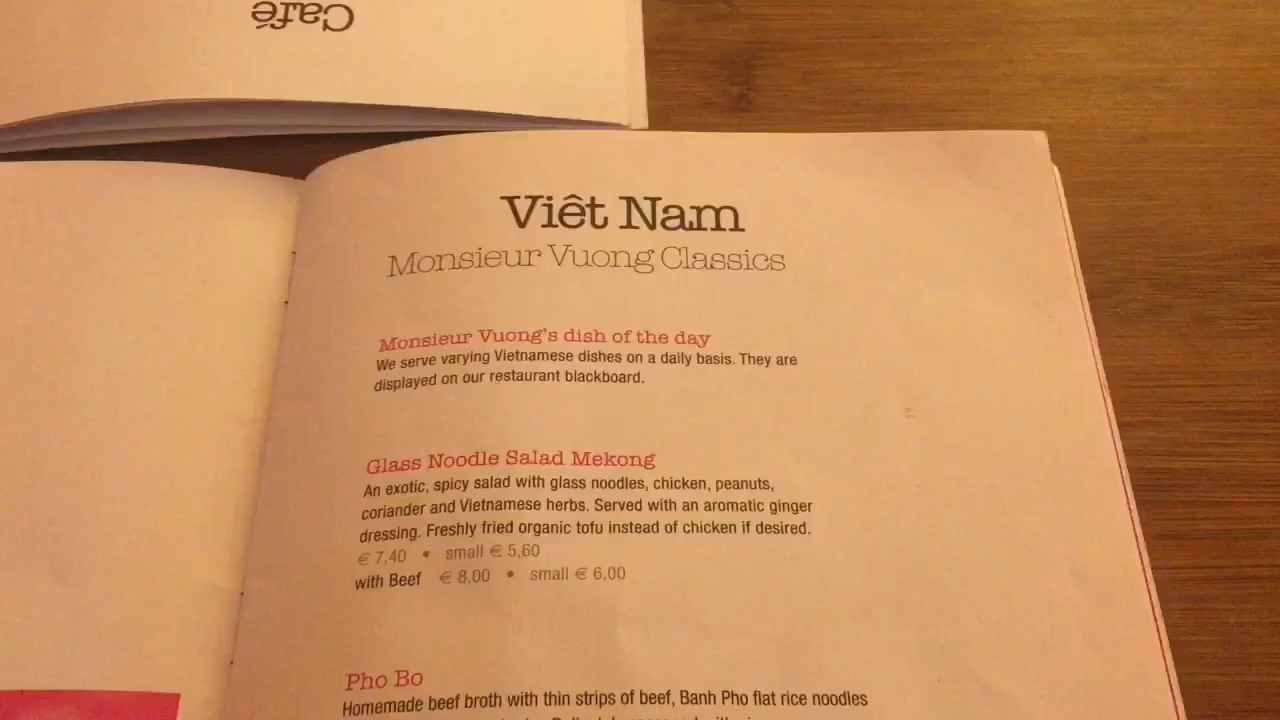 Café
Viêt Nam
Monsieur Vuong Classics
Monsieur Vuong's dish of the day
We serve varying Vietnamese dishes on a daily basis. They are
displayed on our restaurant blackboard.
Glass Noodle Salad Mekong
An exotic, spicy salad with glass noodles, chicken, peanuts,
coriander and Vietnamese herbs. Served with an aromatic ginger
dressing. Freshly fried organic tofu instead of chicken if desired.
€ 7,40 • small € 5,60
with Beef € 8,00 • small € 6,00
Pho Bo
Homemade beef broth with thin strips of beef, Banh Pho flat rice noodles